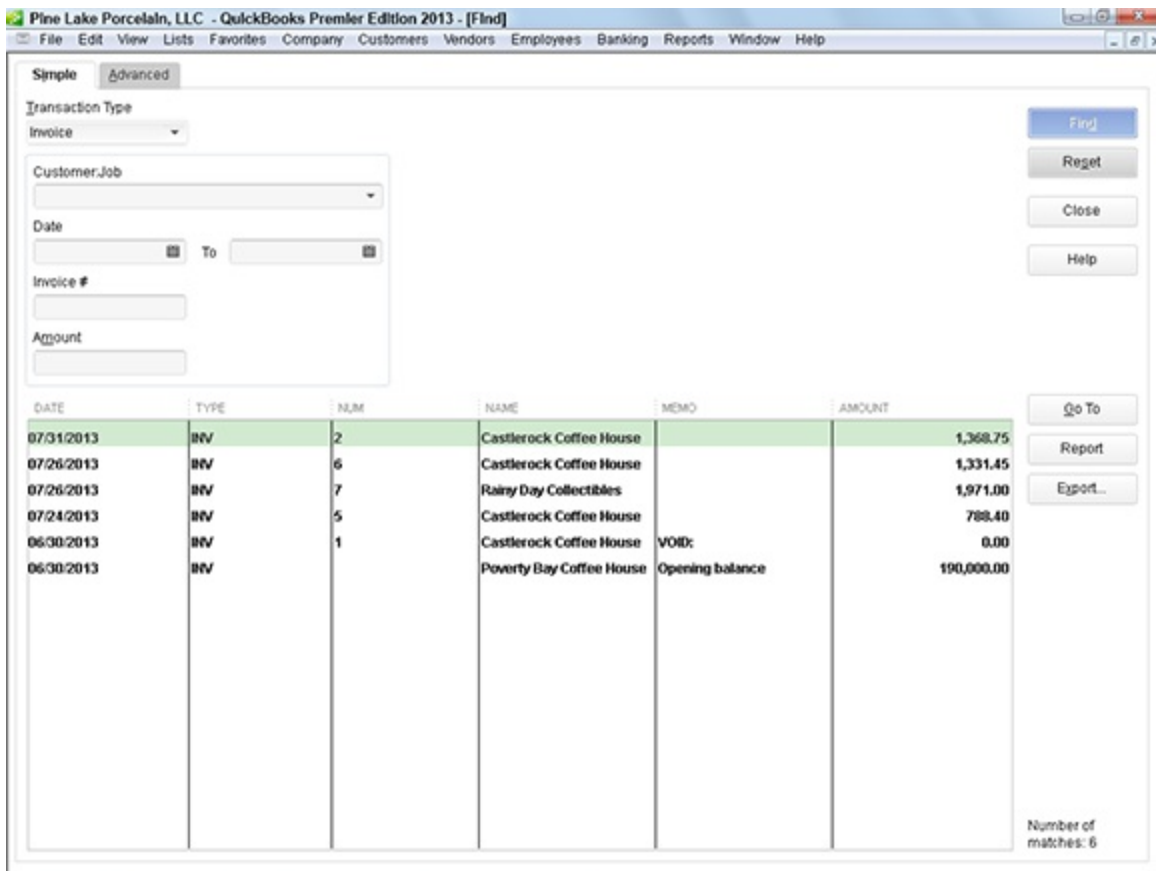 Pine Lake Porcelain, LLC - QuickBooks Premier Edition 2013 - [Find]
File Edit View Lists Favorites Company Customers Vendors Employees Banking Reports Window Help
Simple Advanced
Transaction Type
Invoice
Find
Customer:Job
Reset
Date
Close
To
Help
Invoice #
Amount
DATE TYPE NUM NAME MEMO AMOUNT
Go To
07/31/2013 INV 2 Castlerock Coffee House 1,368.75
Report
07/26/2013 INV 6 Castlerock Coffee House 1,331.45
07/26/2013 INV 7 Rainy Day Collectibles 1,971.00
Export...
07/24/2013 INV 5 Castlerock Coffee House 788.40
06/30/2013 INV 1 Castlerock Coffee House VOID: 0.00
06/30/2013 INV Poverty Bay Coffee House Opening balance 190,000.00
Number of
matches: 6